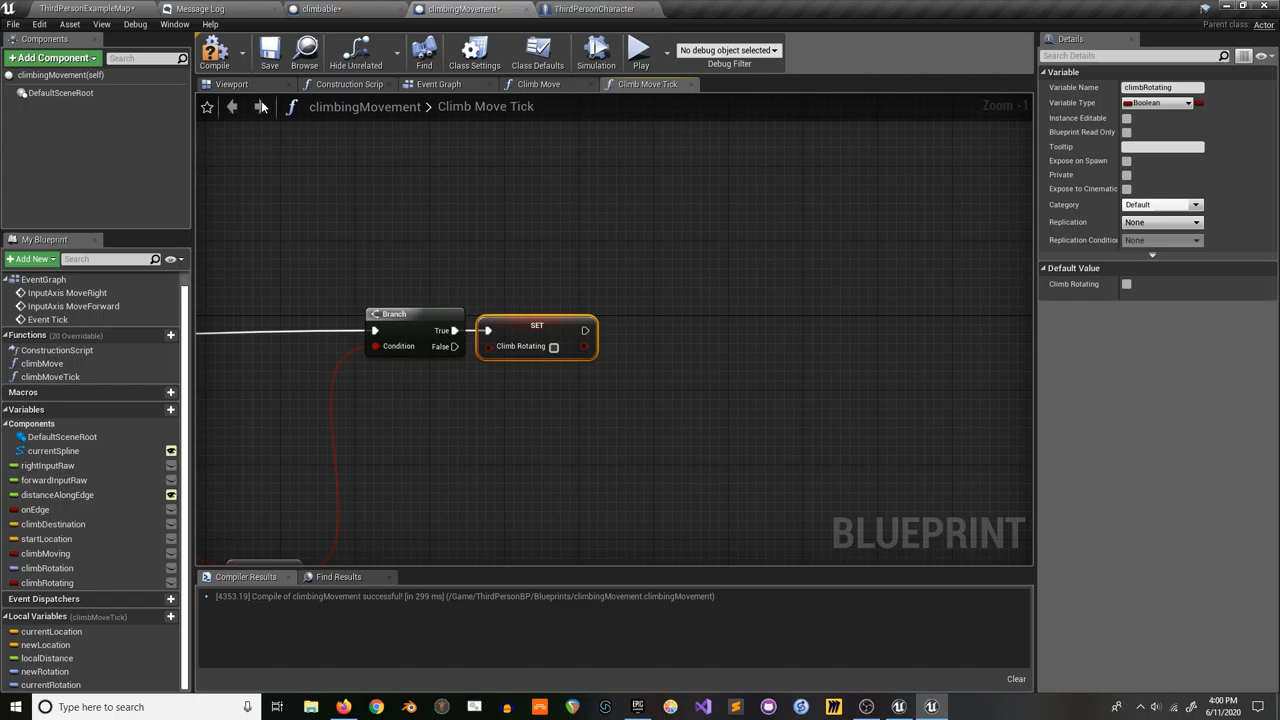 ThirdPersonExampleMap*
Message Log
climbable*
climbingMovement*
ThirdPersonCharacter
File Edit Asset View Debug Window Help
Parent class: Actor
Components
+ Add Component
Search
climbingMovement(self)
DefaultSceneRoot
Compile
Save
Browse
Hide Unrelated
Find
Class Settings
Class Defaults
Simulation
Play
No debug object selected
Debug Filter
Viewport
Construction Scrip
Event Graph
Climb Move
Climb Move Tick
climbingMovement > Climb Move Tick
Zoom -1
Branch
True
Condition
False
SET
Climb Rotating
BLUEPRINT
My Blueprint
+ Add New
Search
EventGraph
InputAxis MoveRight
InputAxis MoveForward
Event Tick
Functions (20 Overridable)
ConstructionScript
climbMove
climbMoveTick
Macros
Variables
Components
DefaultSceneRoot
currentSpline
rightInputRaw
forwardInputRaw
distanceAlongEdge
onEdge
climbDestination
startLocation
climbMoving
climbRotation
climbRotating
Event Dispatchers
Local Variables (climbMoveTick)
currentLocation
newLocation
localDistance
newRotation
currentRotation
Compiler Results
Find Results
[4353.19] Compile of climbingMovement successful! [in 299 ms] (/Game/ThirdPersonBP/Blueprints/climbingMovement.climbingMovement)
Clear
Details
Search Details
Variable
Variable Name climbRotating
Variable Type Boolean
Instance Editable
Blueprint Read Only
Tooltip
Expose on Spawn
Private
Expose to Cinematic
Category Default
Replication None
Replication Condition None
Default Value
Climb Rotating
Type here to search
4:00 PM
6/11/2020